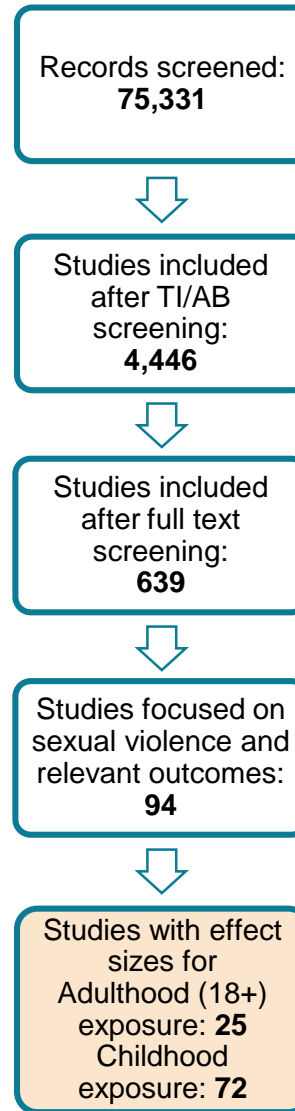 Records screened:
75,331
Studies included
after TI/AB
screening:
4,446
Studies included
after full text
screening:
639
Studies focused on
sexual violence and
relevant outcomes:
94
Studies with effect
sizes for
Adulthood (18+)
exposure: 25
Childhood
exposure: 72